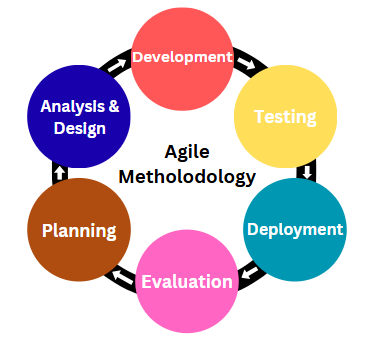 Development
Analysis &
Design
Testing
Agile
Metholodology
Planning
Deployment
Evaluation